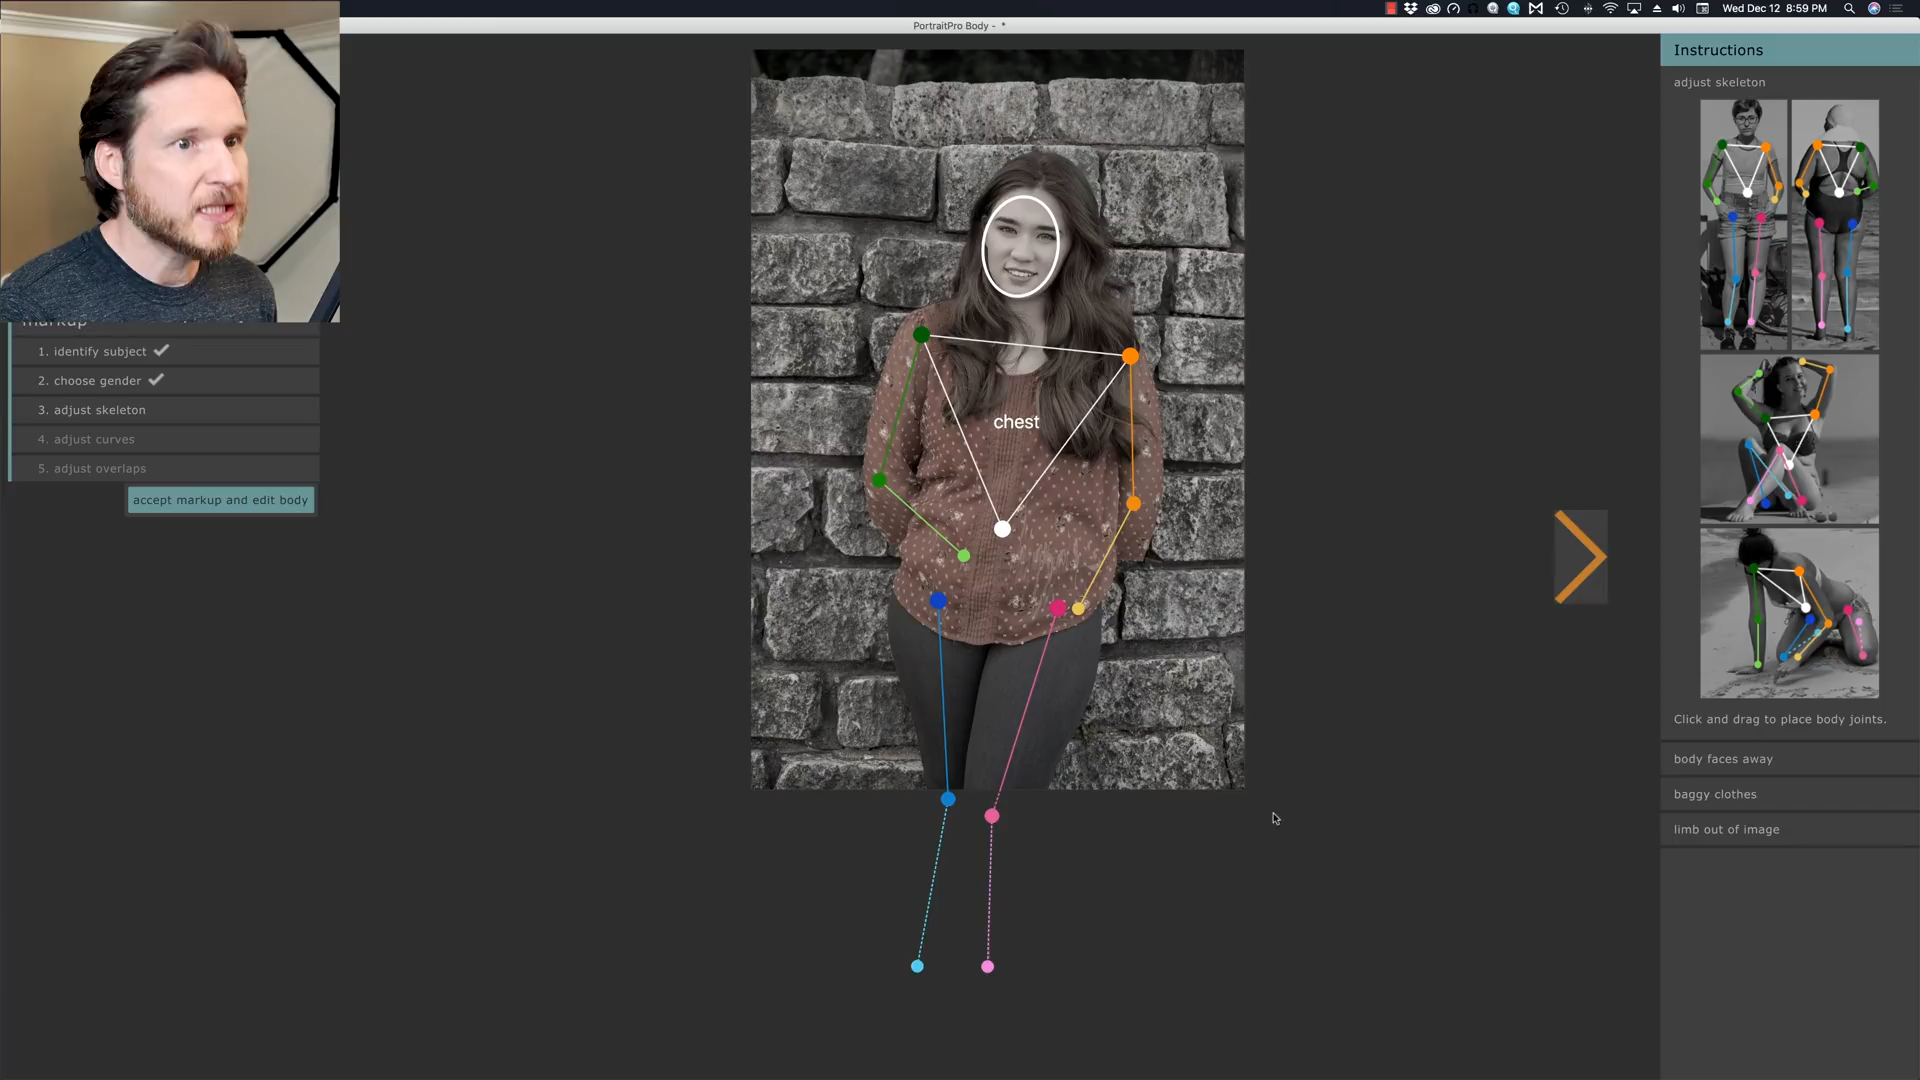 PortraitPro Body - *
Wed Dec 12 8:59 PM
Instructions
adjust skeleton
markup
1. identify subject
2. choose gender
3. adjust skeleton
4. adjust curves
5. adjust overlaps
accept markup and edit body
chest
Click and drag to place body joints.
body faces away
baggy clothes
limb out of image